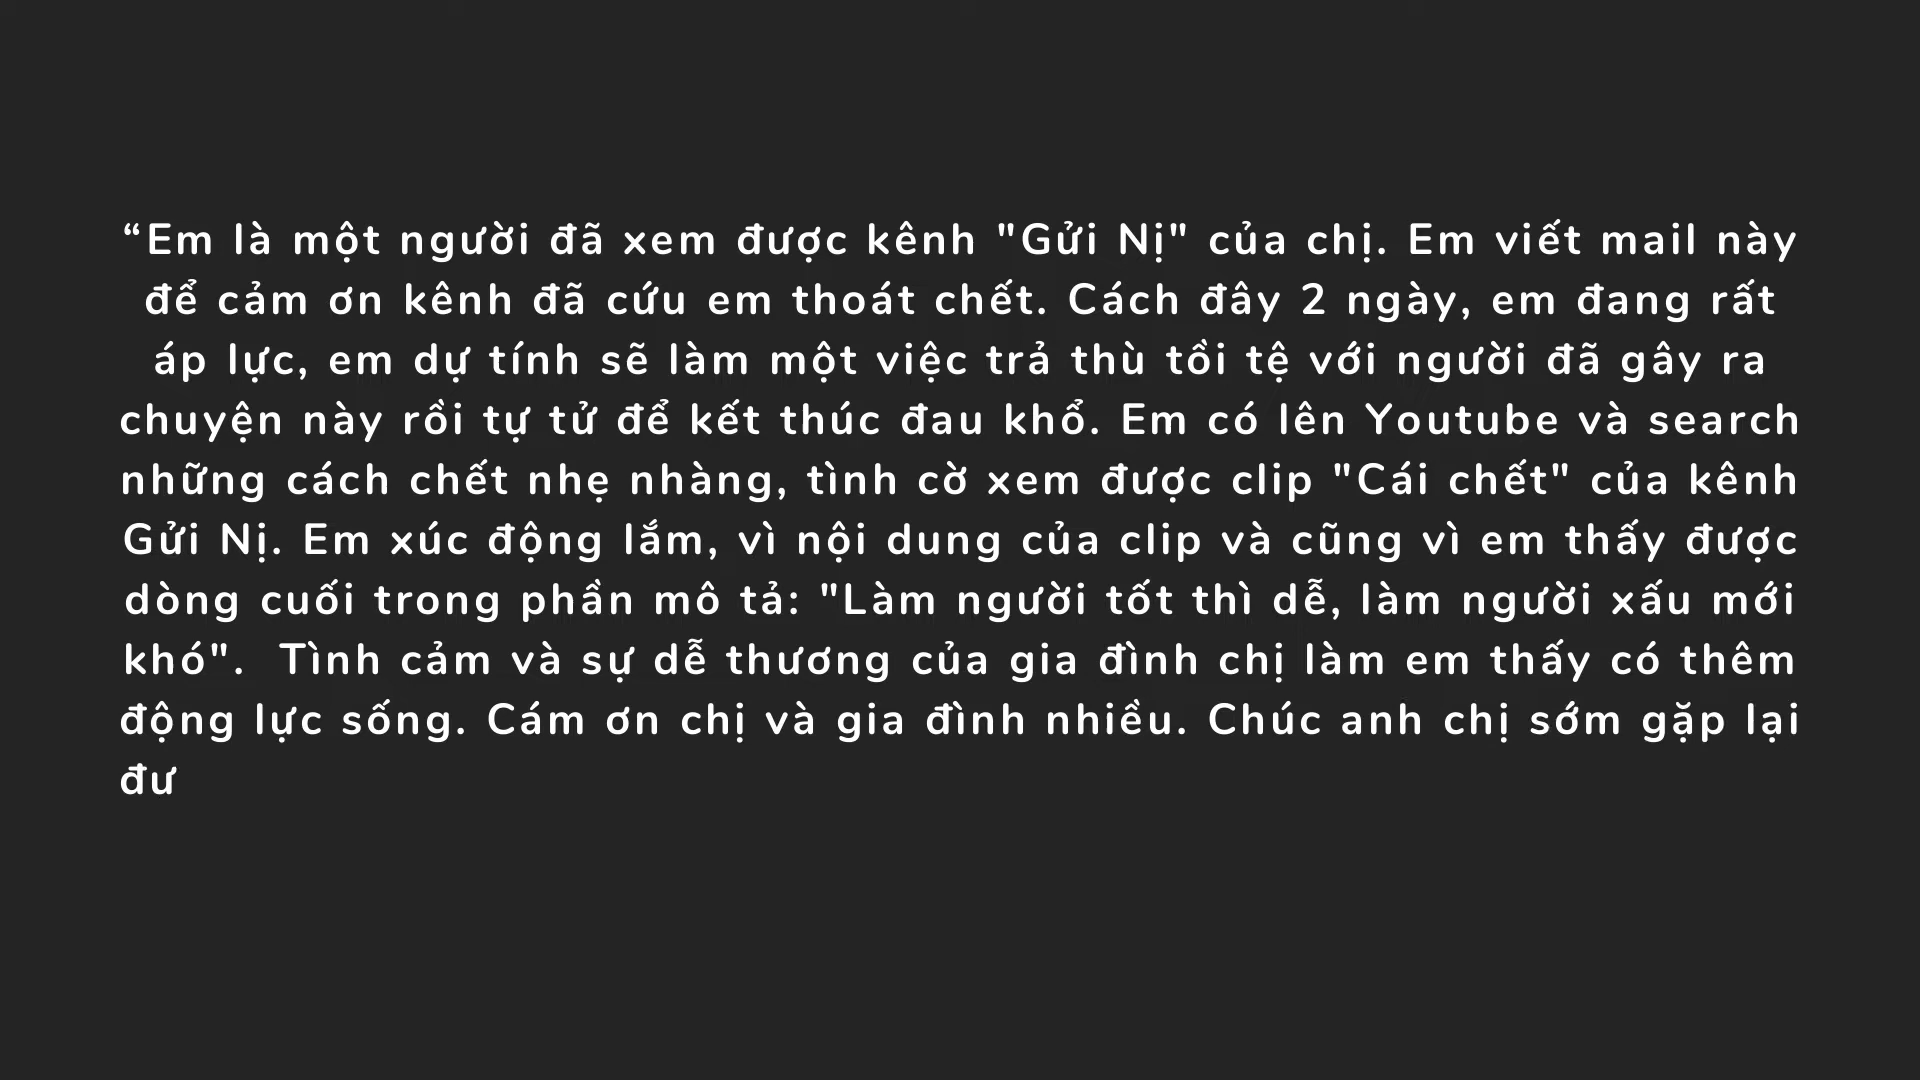 “Em là một người đã xem được kênh "Gửi Nị" của chị. Em viết mail này
để cảm ơn kênh đã cứu em thoát chết. Cách đây 2 ngày, em đang rất
áp lực, em dự tính sẽ làm một việc trả thù tồi tệ với người đã gây ra
chuyện này rồi tự tử để kết thúc đau khổ. Em có lên Youtube và search
những cách chết nhẹ nhàng, tình cờ xem được clip "Cái chết" của kênh
Gửi Nị. Em xúc động lắm, vì nội dung của clip và cũng vì em thấy được
dòng cuối trong phần mô tả: "Làm người tốt thì dễ, làm người xấu mới
khó".  Tình cảm và sự dễ thương của gia đình chị làm em thấy có thêm
động lực sống. Cám ơn chị và gia đình nhiều. Chúc anh chị sớm gặp lại
đư